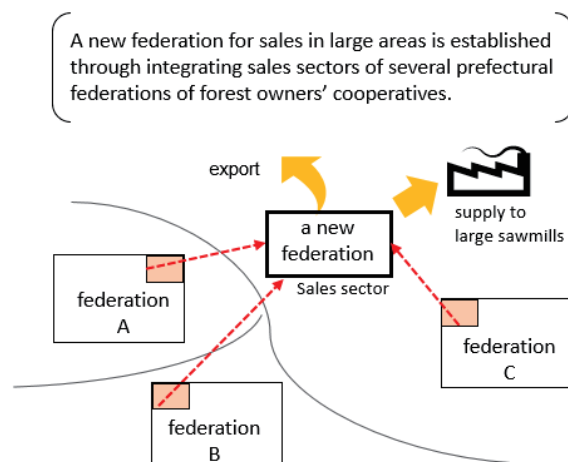 A new federation for sales in large areas is established
through integrating sales sectors of several prefectural
federations of forest owners’ cooperatives.
export
supply to
large sawmills
a new
federation
Sales sector
federation
A
federation
C
federation
B